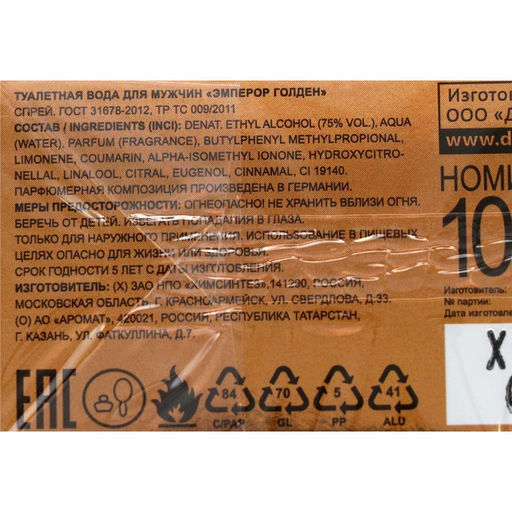 ТУАЛЕТНАЯ ВОДА ДЛЯ МУЖЧИН «ЭМПЕРОР ГОЛДЕН»
СПРЕЙ. ГОСТ 31678-2012, ТР ТС 009/2011
СОСТАВ / INGREDIENTS (INCI): DENAT. ETHYL ALCOHOL (75% VOL.), AQUA
(WATER), PARFUM (FRAGRANCE), BUTYLPHENYL METHYLPROPIONAL,
LIMONENE, COUMARIN, ALPHA-ISOMETHYL IONONE, HYDROXYCITRO-
NELLAL, LINALOOL, CITRAL, EUGENOL, CINNAMAL, CI 19140.
ПАРФЮМЕРНАЯ КОМПОЗИЦИЯ ПРОИЗВЕДЕНА В ГЕРМАНИИ.
МЕРЫ ПРЕДОСТОРОЖНОСТИ: ОГНЕОПАСНО! НЕ ХРАНИТЬ ВБЛИЗИ ОГНЯ.
БЕРЕЧЬ ОТ ДЕТЕЙ. ИЗБЕГАТЬ ПОПАДАНИЯ В ГЛАЗА.
ТОЛЬКО ДЛЯ НАРУЖНОГО ПРИМЕНЕНИЯ. ИСПОЛЬЗОВАНИЕ В ПИЩЕВЫХ
ЦЕЛЯХ ОПАСНО ДЛЯ ЖИЗНИ ИЛИ ЗДОРОВЬЯ.
СРОК ГОДНОСТИ 5 ЛЕТ С ДАТЫ ИЗГОТОВЛЕНИЯ.
ИЗГОТОВИТЕЛЬ: (Х) ЗАО НПО «ХИМСИНТЕЗ», 141290, РОССИЯ,
МОСКОВСКАЯ ОБЛАСТЬ, Г. КРАСНОАРМЕЙСК, УЛ. СВЕРДЛОВА, Д.33.
(О) АО «АРОМАТ», 420021, РОССИЯ, РЕСПУБЛИКА ТАТАРСТАН,
Г. КАЗАНЬ, УЛ. ФАТКУЛЛИНА, Д.7.
EAC
84
C/PAP
70
GL
5
PP
41
ALU
Изготов
ООО «Д
www.d
НОМИ
10
Изготовитель:
№ партии:
Дата изготовле
Х